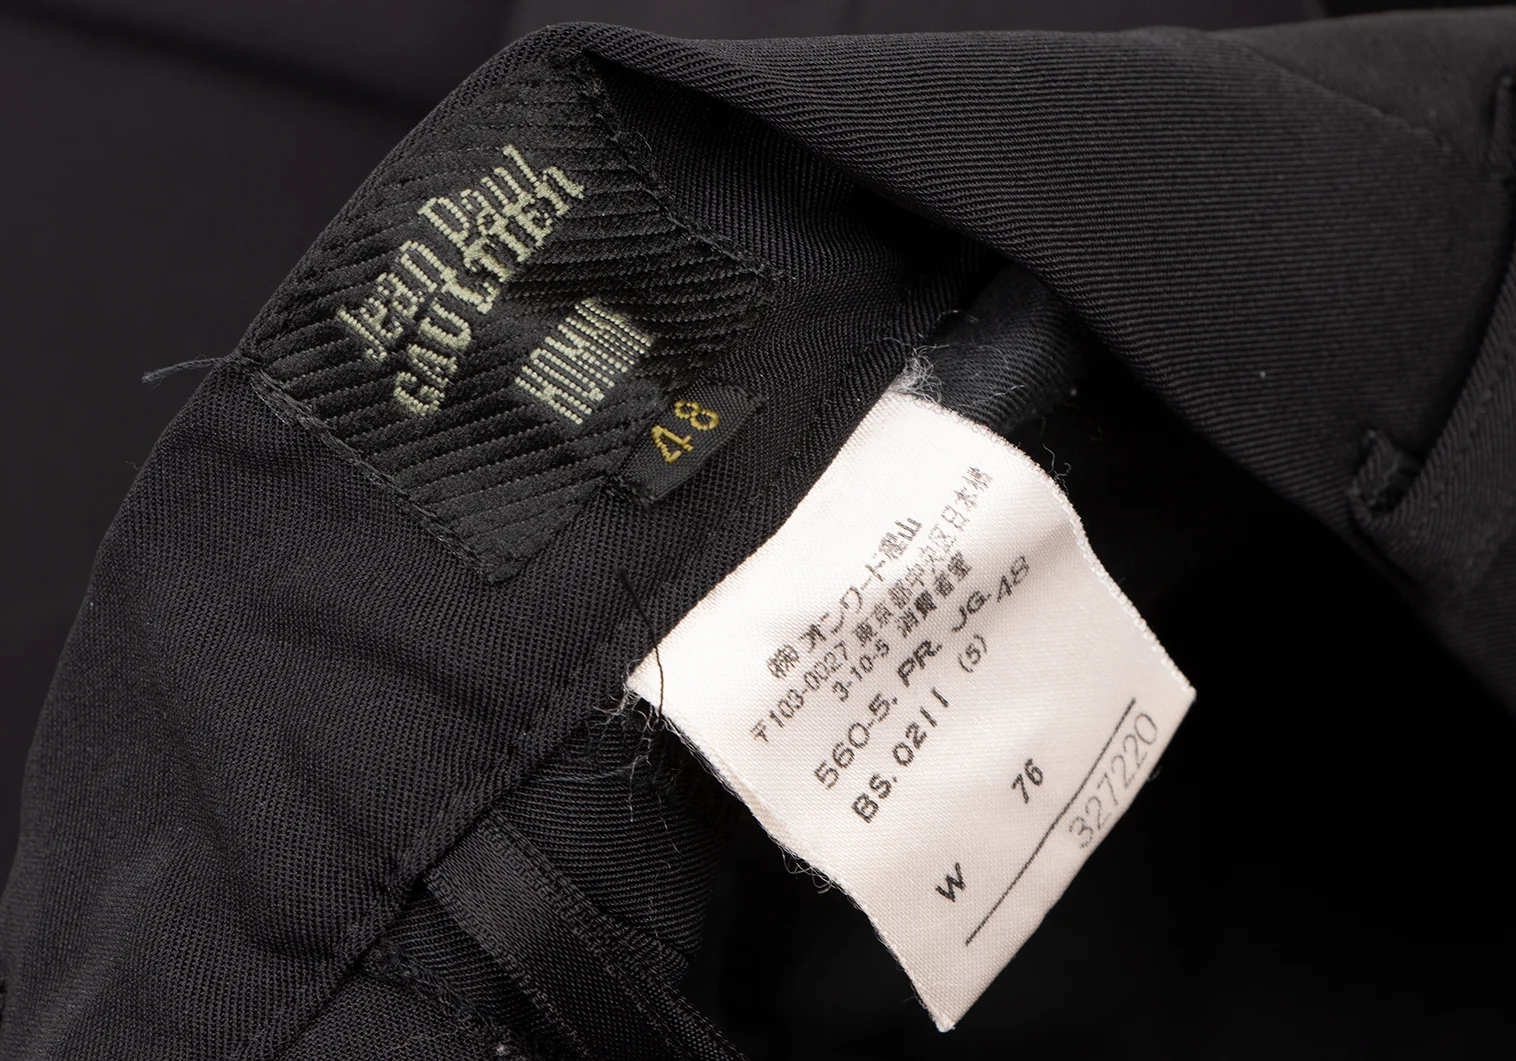 Jean Paul
GAULTIER
HOMME
48
㈱オンワード樫山
〒103-0027 東京都中央区日本橋
3-10-5 消費者室
560-5. PR. JG. 48
BS. 0211 (5)
W 76
327220